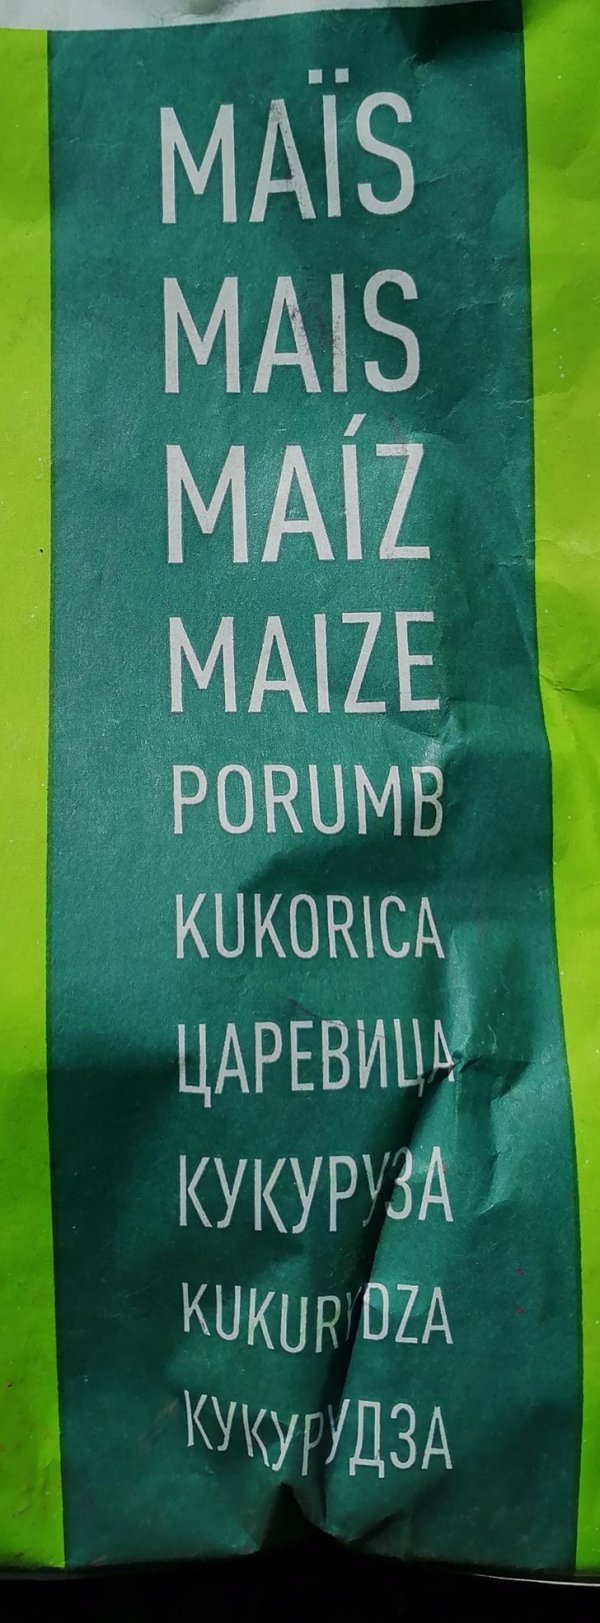 MAÏS
MAIS
MAÍZ
MAIZE
PORUMB
KUKORICA
ЦАРЕВИЦА
КУКУРУЗА
KUKURYDZA
КУКУРУДЗА